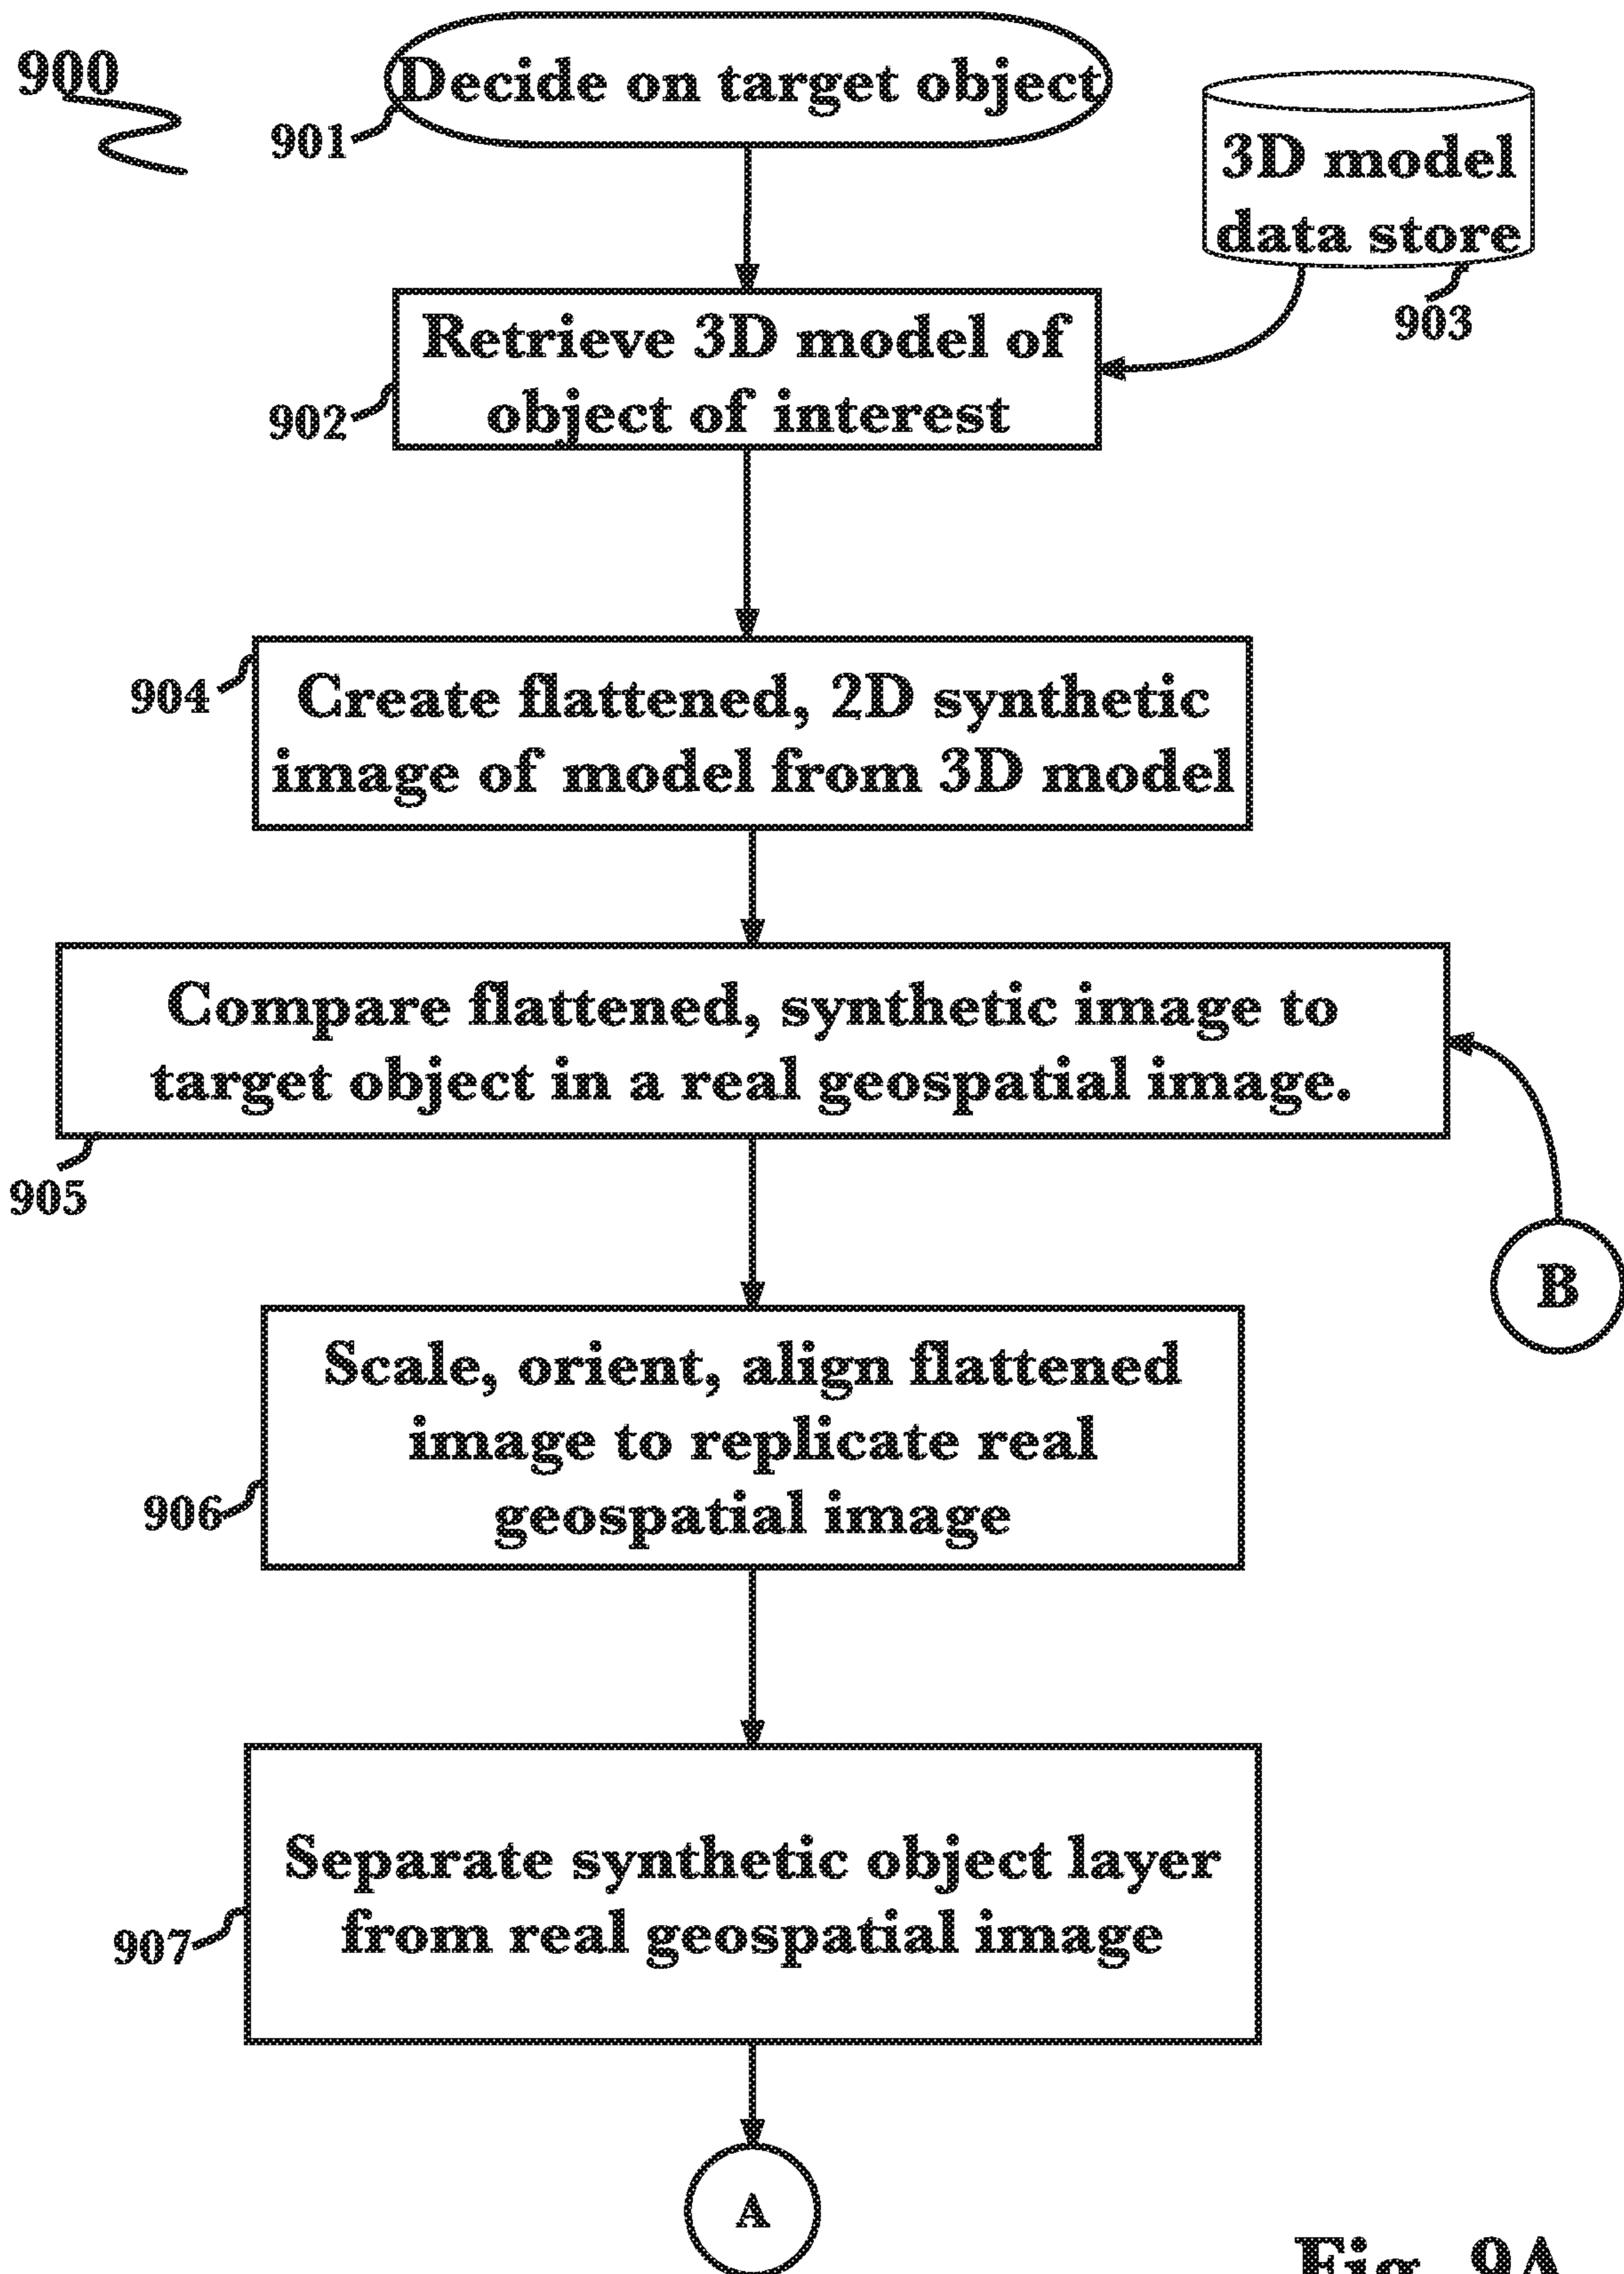 900
Decide on target object
901
3D model
data store
903
Retrieve 3D model of
object of interest
902
904
Create flattened, 2D synthetic
image of model from 3D model
Compare flattened, synthetic image to
target object in a real geospatial image.
905
B
Scale, orient, align flattened
image to replicate real
geospatial image
906
Separate synthetic object layer
from real geospatial image
907
A
Fig. 9A